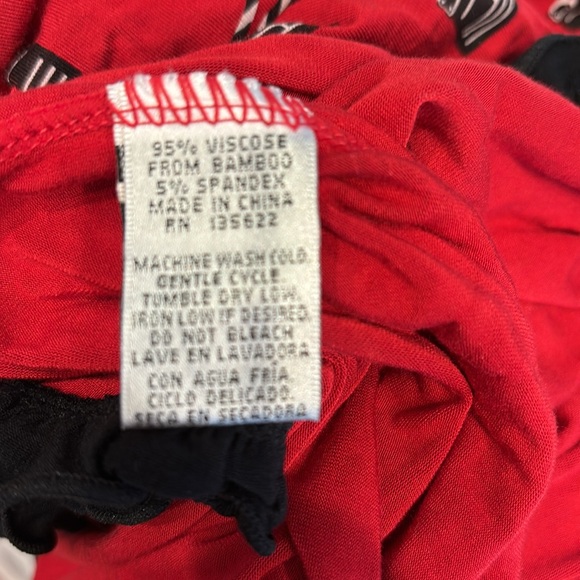 95% VISCOSE
FROM BAMBOO
5% SPANDEX
MADE IN CHINA
RN 135622
MACHINE WASH COLD.
GENTLE CYCLE.
TUMBLE DRY LOW.
IRON LOW IF DESIRED.
DO NOT BLEACH
LAVE EN LAVADORA
CON AGUA FRÍA
CICLO DELICADO.
SECA EN SECADORA